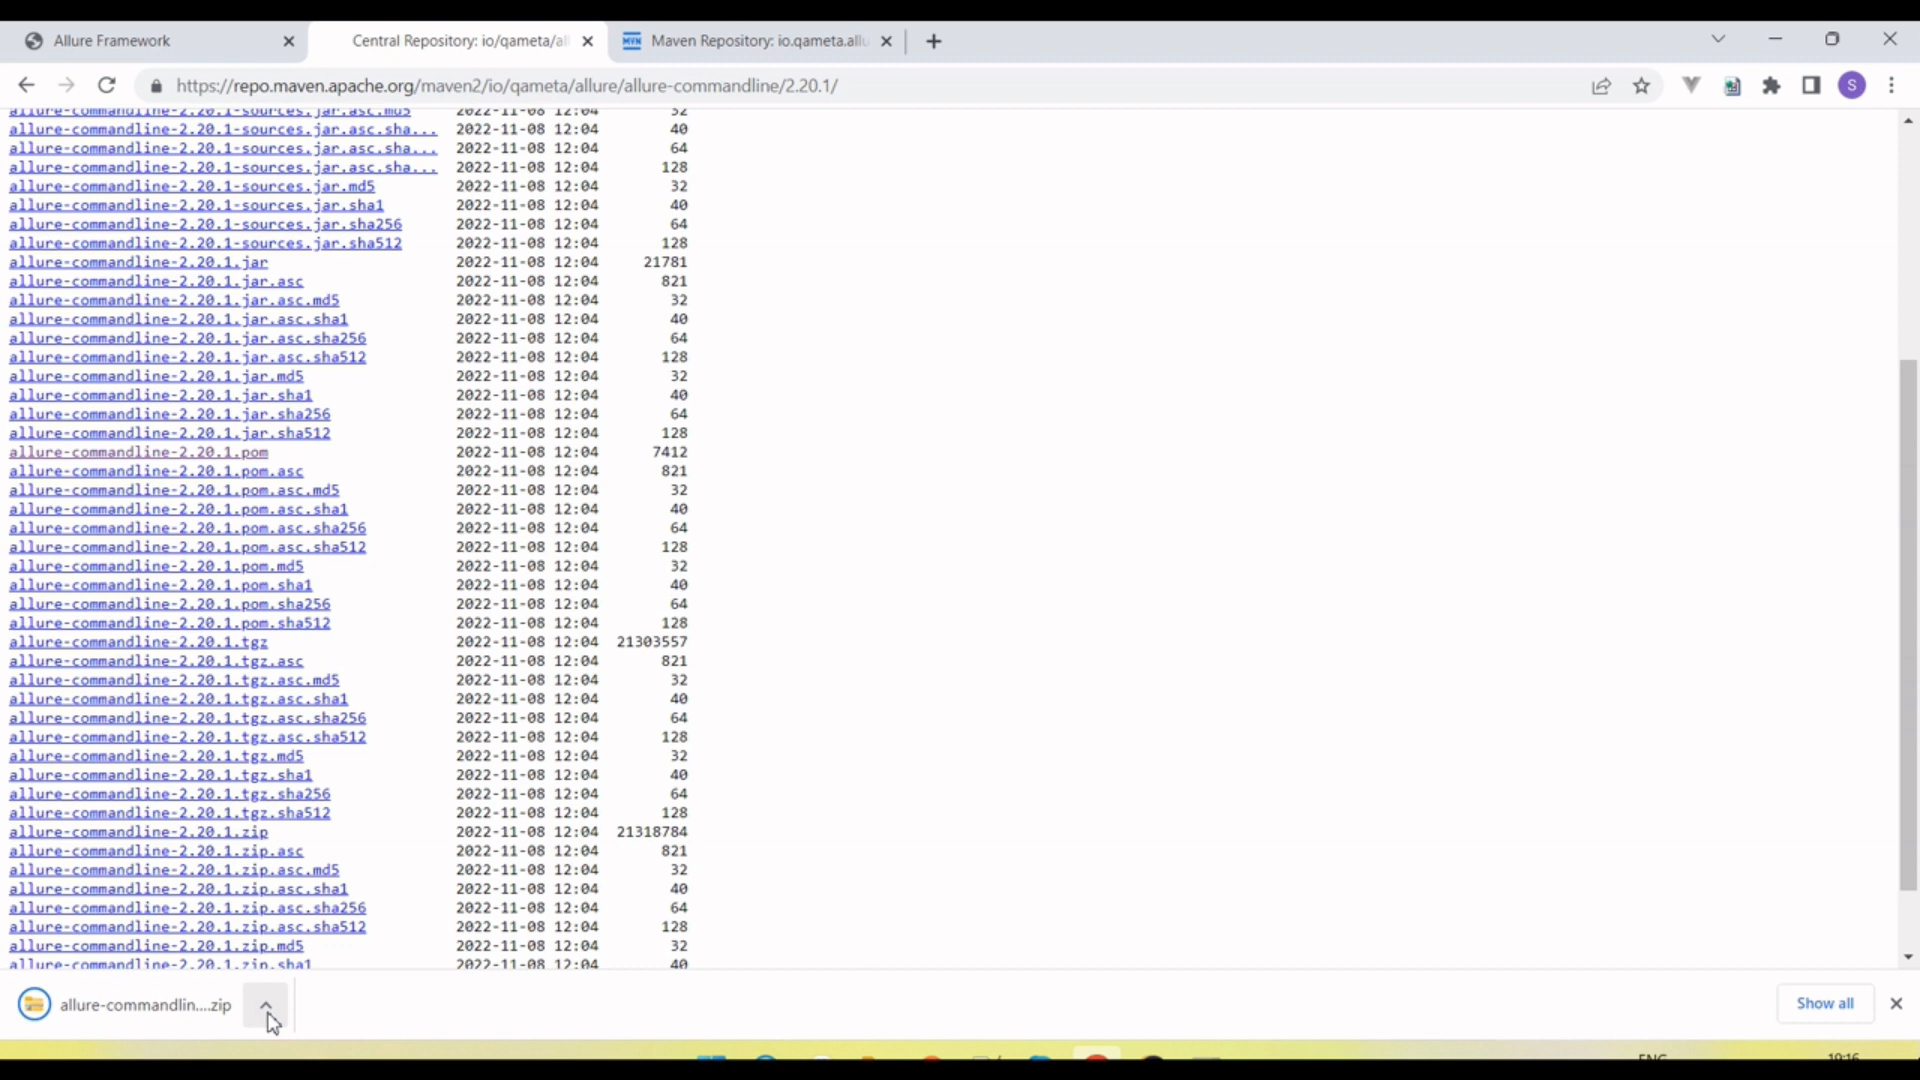 Allure Framework
Central Repository: io/qameta/all
Maven Repository: io.qameta.allu
https://repo.maven.apache.org/maven2/io/qameta/allure/allure-commandline/2.20.1/
S
allure-commandline-2.20.1-sources.jar.asc.md5 2022-11-08 12:04 32
allure-commandline-2.20.1-sources.jar.asc.sha... 2022-11-08 12:04 40
allure-commandline-2.20.1-sources.jar.asc.sha... 2022-11-08 12:04 64
allure-commandline-2.20.1-sources.jar.asc.sha... 2022-11-08 12:04 128
allure-commandline-2.20.1-sources.jar.md5 2022-11-08 12:04 32
allure-commandline-2.20.1-sources.jar.sha1 2022-11-08 12:04 40
allure-commandline-2.20.1-sources.jar.sha256 2022-11-08 12:04 64
allure-commandline-2.20.1-sources.jar.sha512 2022-11-08 12:04 128
allure-commandline-2.20.1.jar 2022-11-08 12:04 21781
allure-commandline-2.20.1.jar.asc 2022-11-08 12:04 821
allure-commandline-2.20.1.jar.asc.md5 2022-11-08 12:04 32
allure-commandline-2.20.1.jar.asc.sha1 2022-11-08 12:04 40
allure-commandline-2.20.1.jar.asc.sha256 2022-11-08 12:04 64
allure-commandline-2.20.1.jar.asc.sha512 2022-11-08 12:04 128
allure-commandline-2.20.1.jar.md5 2022-11-08 12:04 32
allure-commandline-2.20.1.jar.sha1 2022-11-08 12:04 40
allure-commandline-2.20.1.jar.sha256 2022-11-08 12:04 64
allure-commandline-2.20.1.jar.sha512 2022-11-08 12:04 128
allure-commandline-2.20.1.pom 2022-11-08 12:04 7412
allure-commandline-2.20.1.pom.asc 2022-11-08 12:04 821
allure-commandline-2.20.1.pom.asc.md5 2022-11-08 12:04 32
allure-commandline-2.20.1.pom.asc.sha1 2022-11-08 12:04 40
allure-commandline-2.20.1.pom.asc.sha256 2022-11-08 12:04 64
allure-commandline-2.20.1.pom.asc.sha512 2022-11-08 12:04 128
allure-commandline-2.20.1.pom.md5 2022-11-08 12:04 32
allure-commandline-2.20.1.pom.sha1 2022-11-08 12:04 40
allure-commandline-2.20.1.pom.sha256 2022-11-08 12:04 64
allure-commandline-2.20.1.pom.sha512 2022-11-08 12:04 128
allure-commandline-2.20.1.tgz 2022-11-08 12:04 21303557
allure-commandline-2.20.1.tgz.asc 2022-11-08 12:04 821
allure-commandline-2.20.1.tgz.asc.md5 2022-11-08 12:04 32
allure-commandline-2.20.1.tgz.asc.sha1 2022-11-08 12:04 40
allure-commandline-2.20.1.tgz.asc.sha256 2022-11-08 12:04 64
allure-commandline-2.20.1.tgz.asc.sha512 2022-11-08 12:04 128
allure-commandline-2.20.1.tgz.md5 2022-11-08 12:04 32
allure-commandline-2.20.1.tgz.sha1 2022-11-08 12:04 40
allure-commandline-2.20.1.tgz.sha256 2022-11-08 12:04 64
allure-commandline-2.20.1.tgz.sha512 2022-11-08 12:04 128
allure-commandline-2.20.1.zip 2022-11-08 12:04 21318784
allure-commandline-2.20.1.zip.asc 2022-11-08 12:04 821
allure-commandline-2.20.1.zip.asc.md5 2022-11-08 12:04 32
allure-commandline-2.20.1.zip.asc.sha1 2022-11-08 12:04 40
allure-commandline-2.20.1.zip.asc.sha256 2022-11-08 12:04 64
allure-commandline-2.20.1.zip.asc.sha512 2022-11-08 12:04 128
allure-commandline-2.20.1.zip.md5 2022-11-08 12:04 32
allure-commandline-2.20.1.zip.sha1 2022-11-08 12:04 40
allure-commandlin....zip
Show all
ENG 19:16